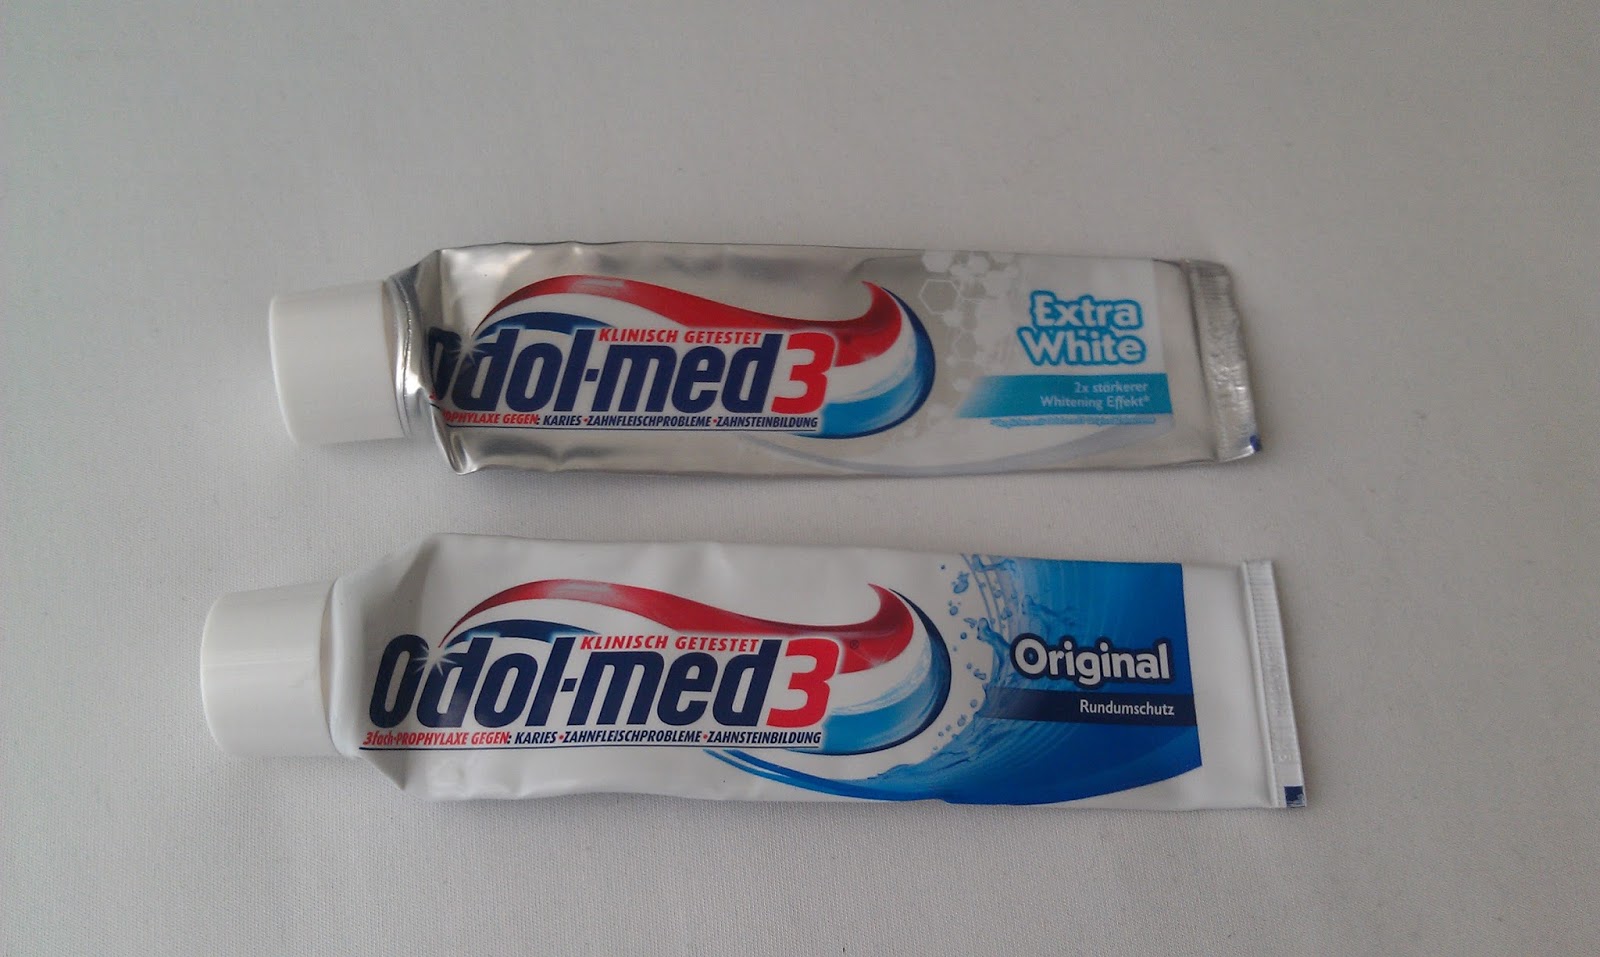 KLINISCH GETESTET
Odol-med3
PROPHYLAXE GEGEN: KARIES • ZAHNFLEISCHPROBLEME • ZAHNSTEINBILDUNG
Extra
White
2x stärkerer
Whitening Effekt*
KLINISCH GETESTET
Odol-med3®
3fach-PROPHYLAXE GEGEN: KARIES • ZAHNFLEISCHPROBLEME • ZAHNSTEINBILDUNG
Original
Rundumschutz